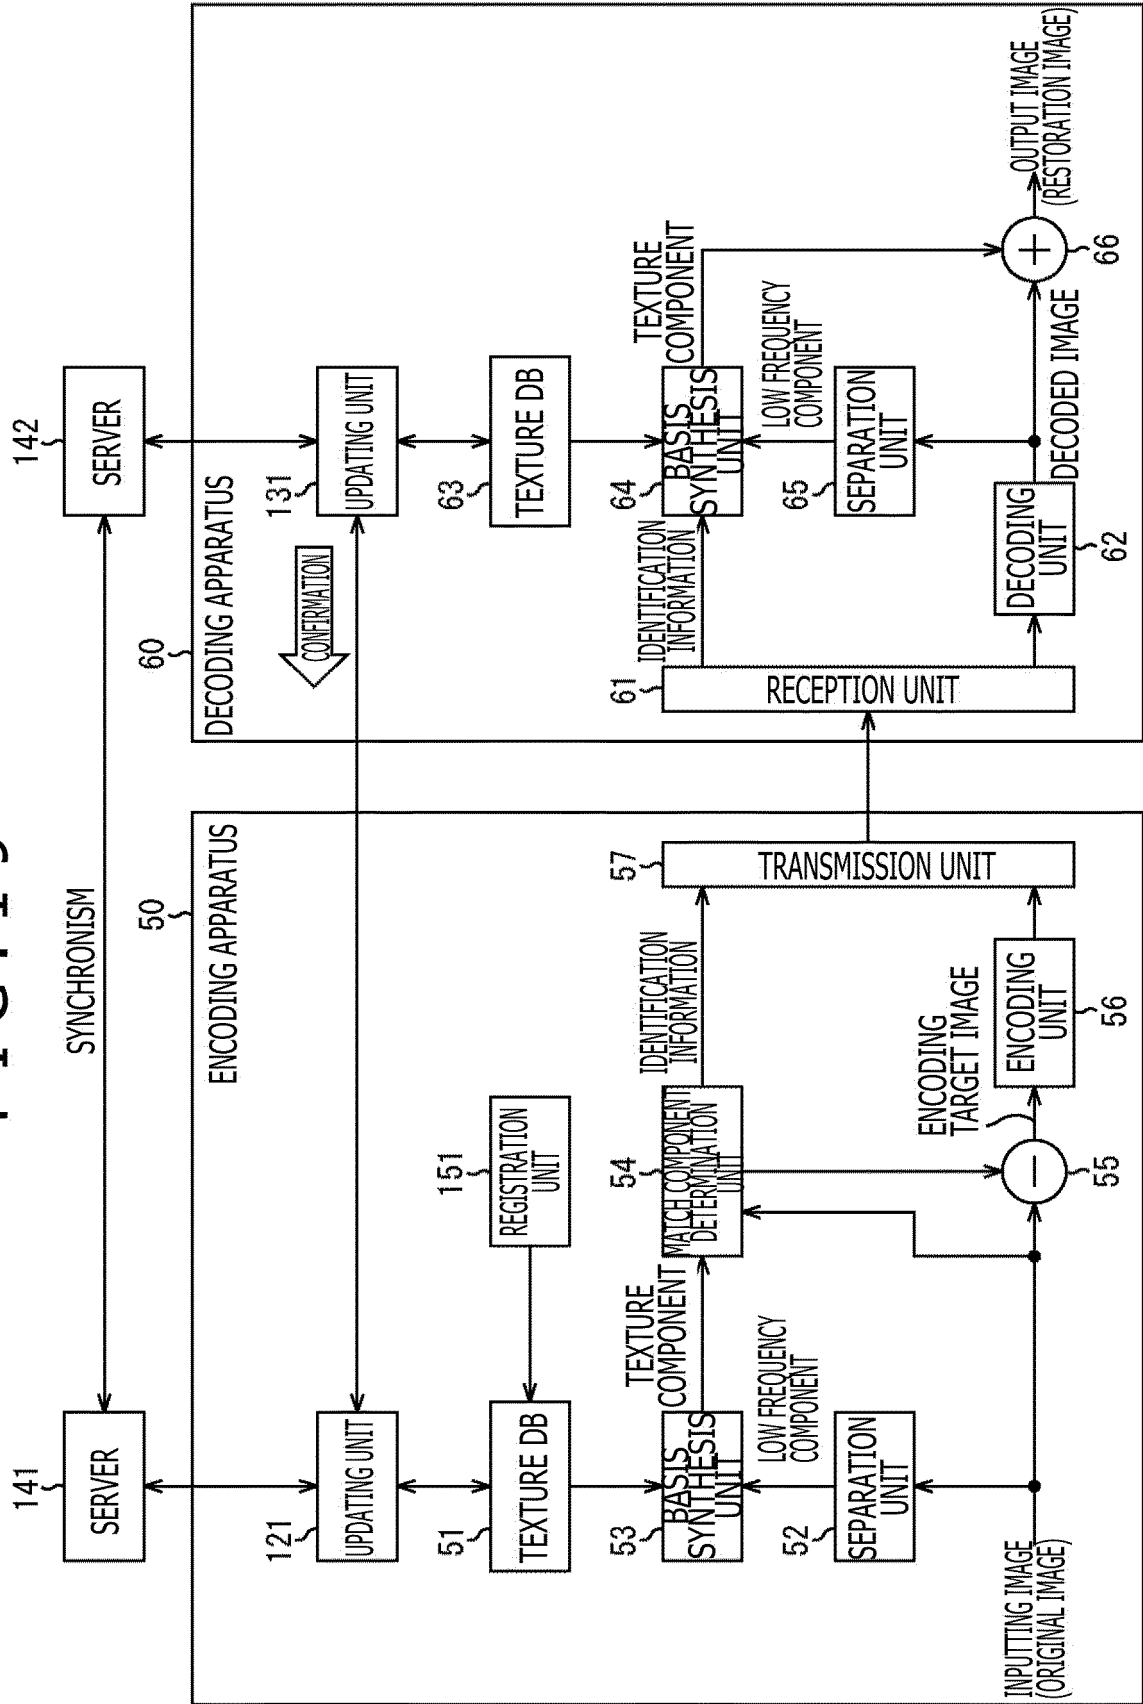 SYNCHRONISM
141
SERVER
142
SERVER
50
ENCODING APPARATUS
60
DECODING APPARATUS
121
UPDATING UNIT
CONFIRMATION
131
UPDATING UNIT
51
TEXTURE DB
151
REGISTRATION
UNIT
63
TEXTURE DB
53
BASIS
SYNTHESIS
UNIT
TEXTURE
COMPONENT
54
MATCH COMPONENT
DETERMINATION
UNIT
IDENTIFICATION
INFORMATION
57
TRANSMISSION UNIT
61
RECEPTION UNIT
IDENTIFICATION
INFORMATION
64
BASIS
SYNTHESIS
UNIT
TEXTURE
COMPONENT
LOW FREQUENCY
COMPONENT
52
SEPARATION
UNIT
LOW FREQUENCY
COMPONENT
65
SEPARATION
UNIT
INPUTTING IMAGE
(ORIGINAL IMAGE)
−
55
ENCODING
TARGET IMAGE
ENCODING
UNIT
56
DECODING
UNIT
62
DECODED IMAGE
+
66
OUTPUT IMAGE
(RESTORATION IMAGE)